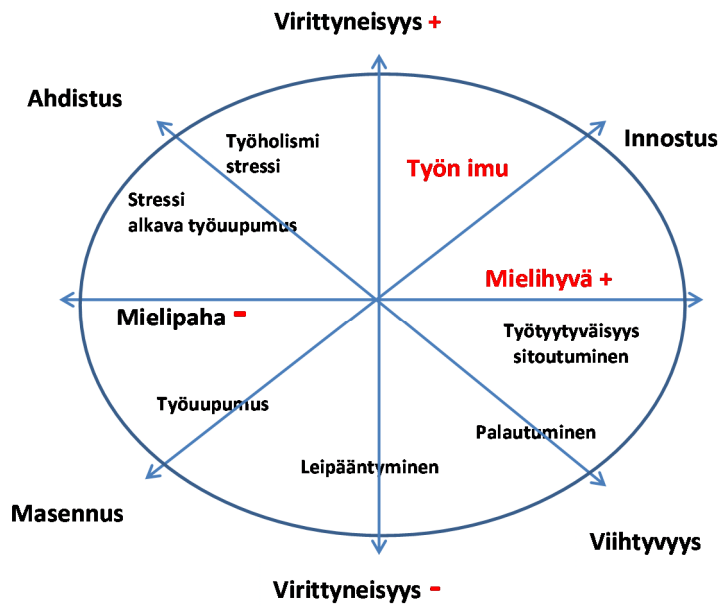 Virittyneisyys +
Ahdistus
Innostus
Työholismi
stressi
Työn imu
Stressi
alkava työuupumus
Mielihyvä +
Mielipaha -
Työtyytyväisyys
sitoutuminen
Työuupumus
Palautuminen
Leipääntyminen
Masennus
Viihtyvyys
Virittyneisyys -